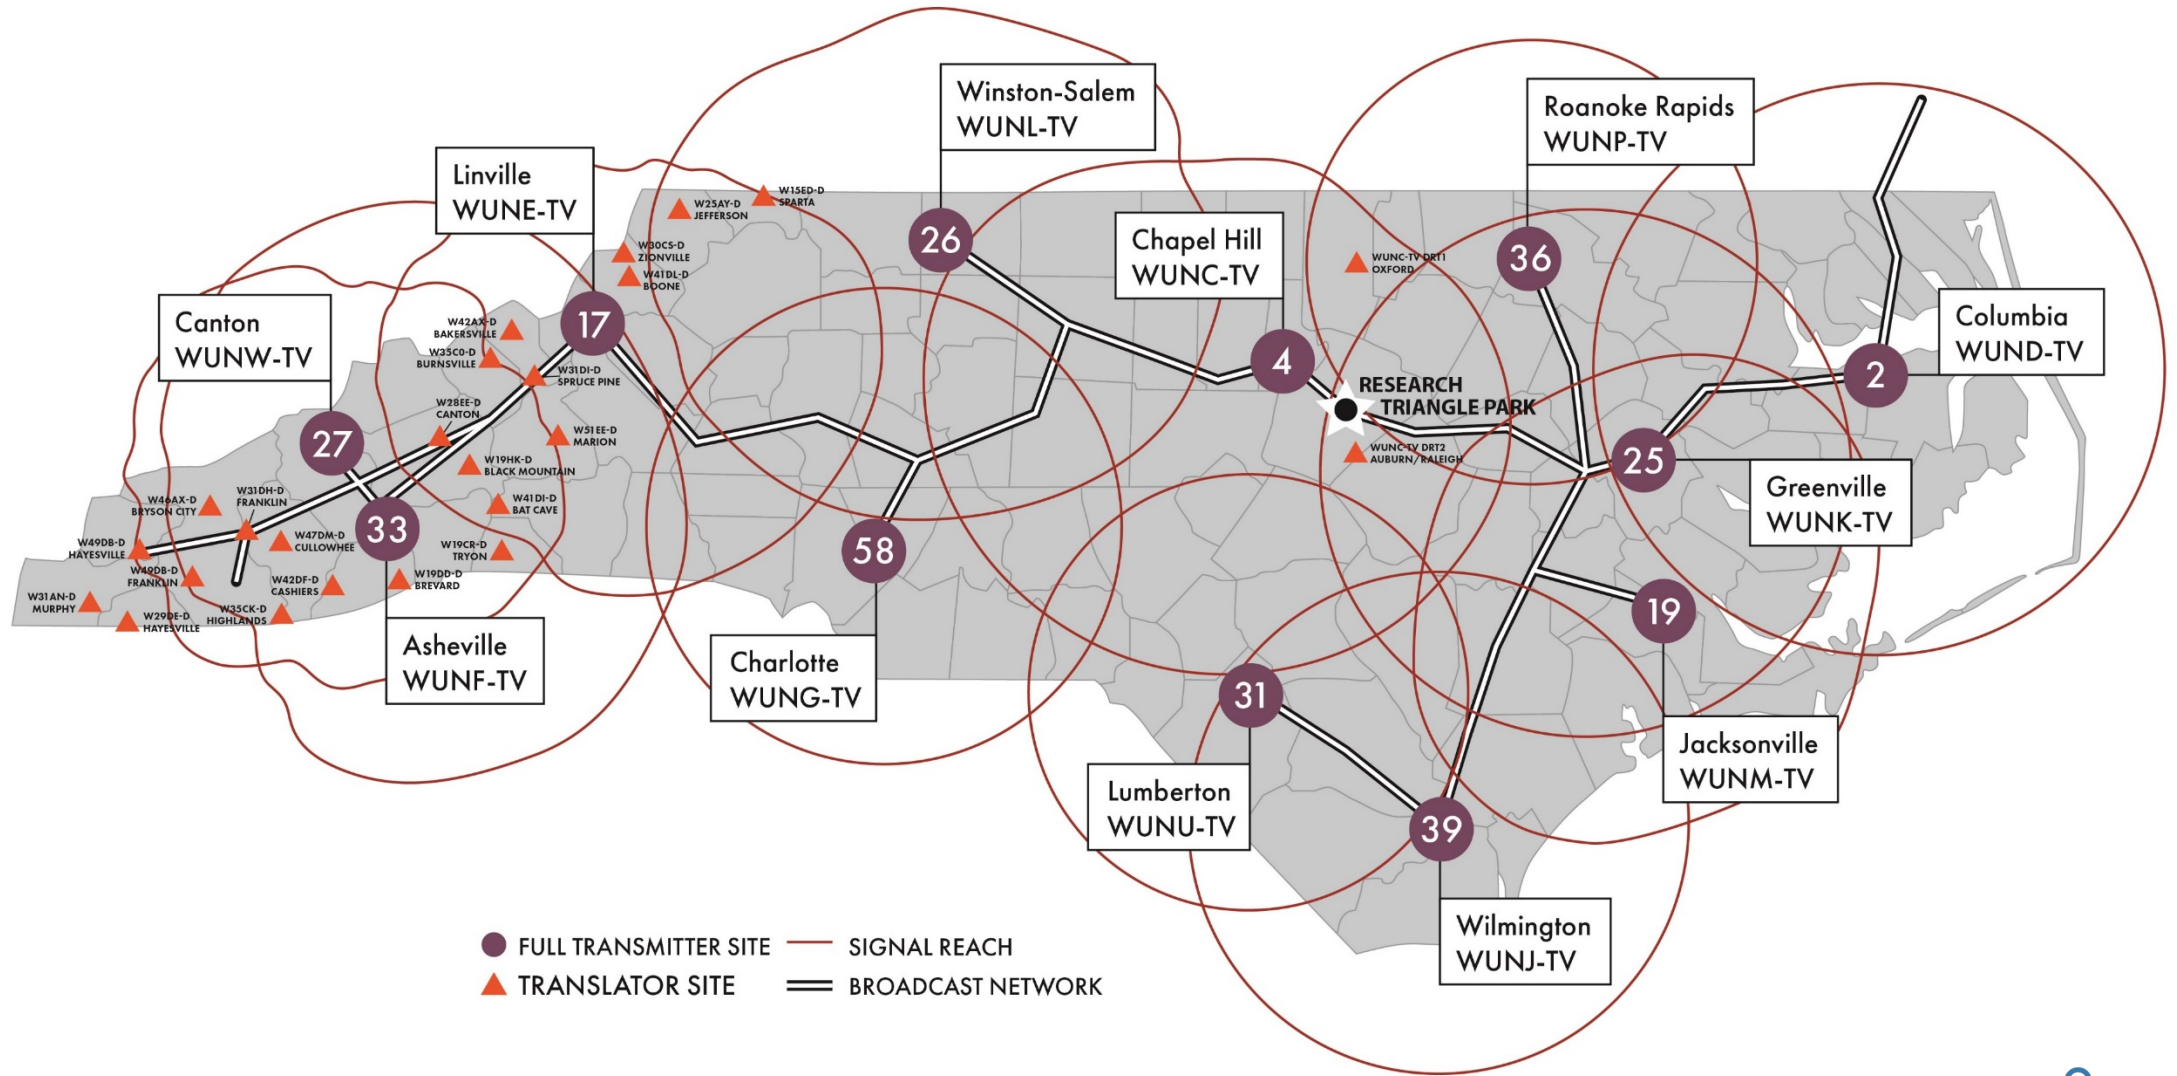 Winston-Salem
WUNL-TV
Roanoke Rapids
WUNP-TV
Linville
WUNE-TV
Chapel Hill
WUNC-TV
Canton
WUNW-TV
Columbia
WUND-TV
Greenville
WUNK-TV
Asheville
WUNF-TV
Charlotte
WUNG-TV
Jacksonville
WUNM-TV
Lumberton
WUNU-TV
Wilmington
WUNJ-TV
26
36
17
4
2
27
25
33
58
19
31
39
RESEARCH
TRIANGLE PARK
W15ED-D
SPARTA
W25AY-D
JEFFERSON
W30CS-D
ZIONVILLE
W41DL-D
BOONE
WUNC-TV DRT1
OXFORD
W42AX-D
BAKERSVILLE
W35C0-D
BURNSVILLE
W31DI-D
SPRUCE PINE
W28EE-D
CANTON
W51EE-D
MARION
WUNC-TV DRT2
AUBURN/RALEIGH
W19HK-D
BLACK MOUNTAIN
W46AX-D
BRYSON CITY
W31DH-D
FRANKLIN
W41DI-D
BAT CAVE
W49DB-D
HAYESVILLE
W47DM-D
CULLOWHEE
W19CR-D
TRYON
W49DB-D
FRANKLIN
W42DF-D
CASHIERS
W19DD-D
BREVARD
W31AN-D
MURPHY
W29DE-D
HAYESVILLE
W35CK-D
HIGHLANDS
FULL TRANSMITTER SITE
SIGNAL REACH
TRANSLATOR SITE
BROADCAST NETWORK